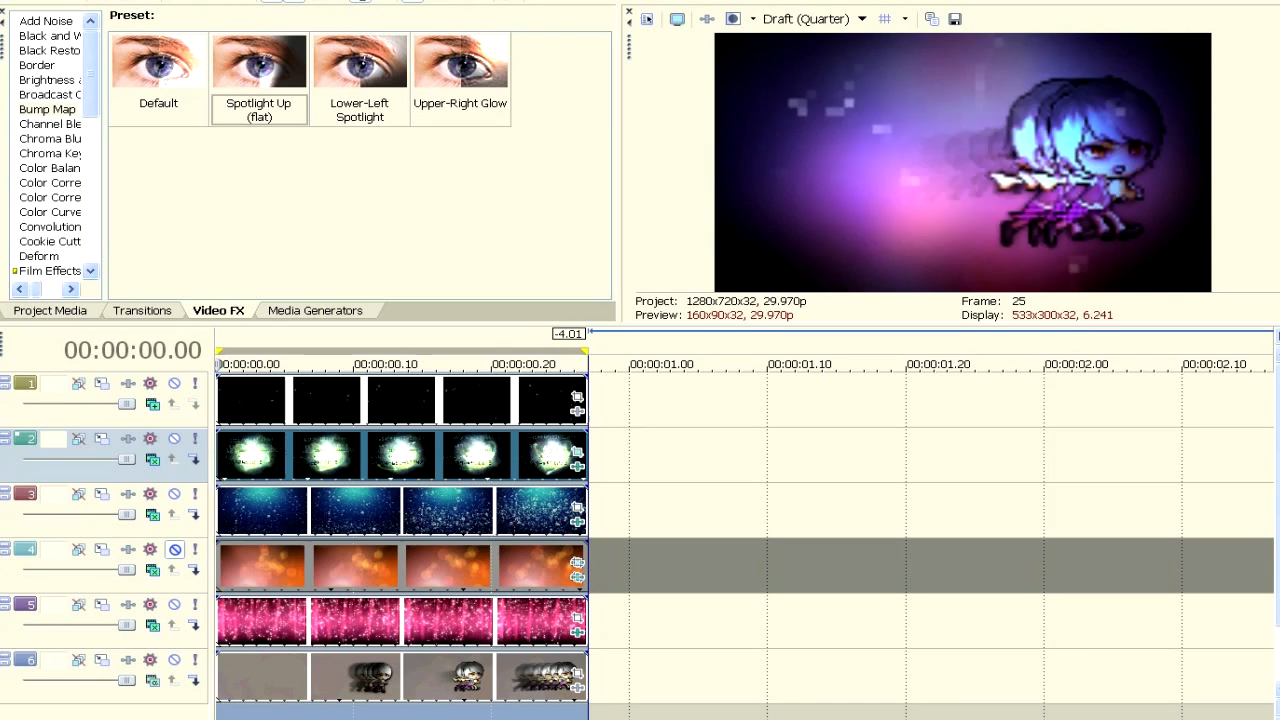 Preset:
Add Noise
Black and W
Black Resto
Border
Brightness a
Broadcast C
Bump Map
Channel Ble
Chroma Blu
Chroma Key
Color Balan
Color Corre
Color Corre
Color Curve
Convolution
Cookie Cutt
Deform
Film Effects
Default
Spotlight Up
(flat)
Lower-Left
Spotlight
Upper-Right Glow
Project Media
Transitions
Video FX
Media Generators
Draft (Quarter)
Project: 1280x720x32, 29.970p
Frame: 25
Preview: 160x90x32, 29.970p
Display: 533x300x32, 6.241
-4.01
00:00:00.00
00:00:00.00
00:00:00.10
00:00:00.20
00:00:01.00
00:00:01.10
00:00:01.20
00:00:02.00
00:00:02.10
1
2
3
4
5
6